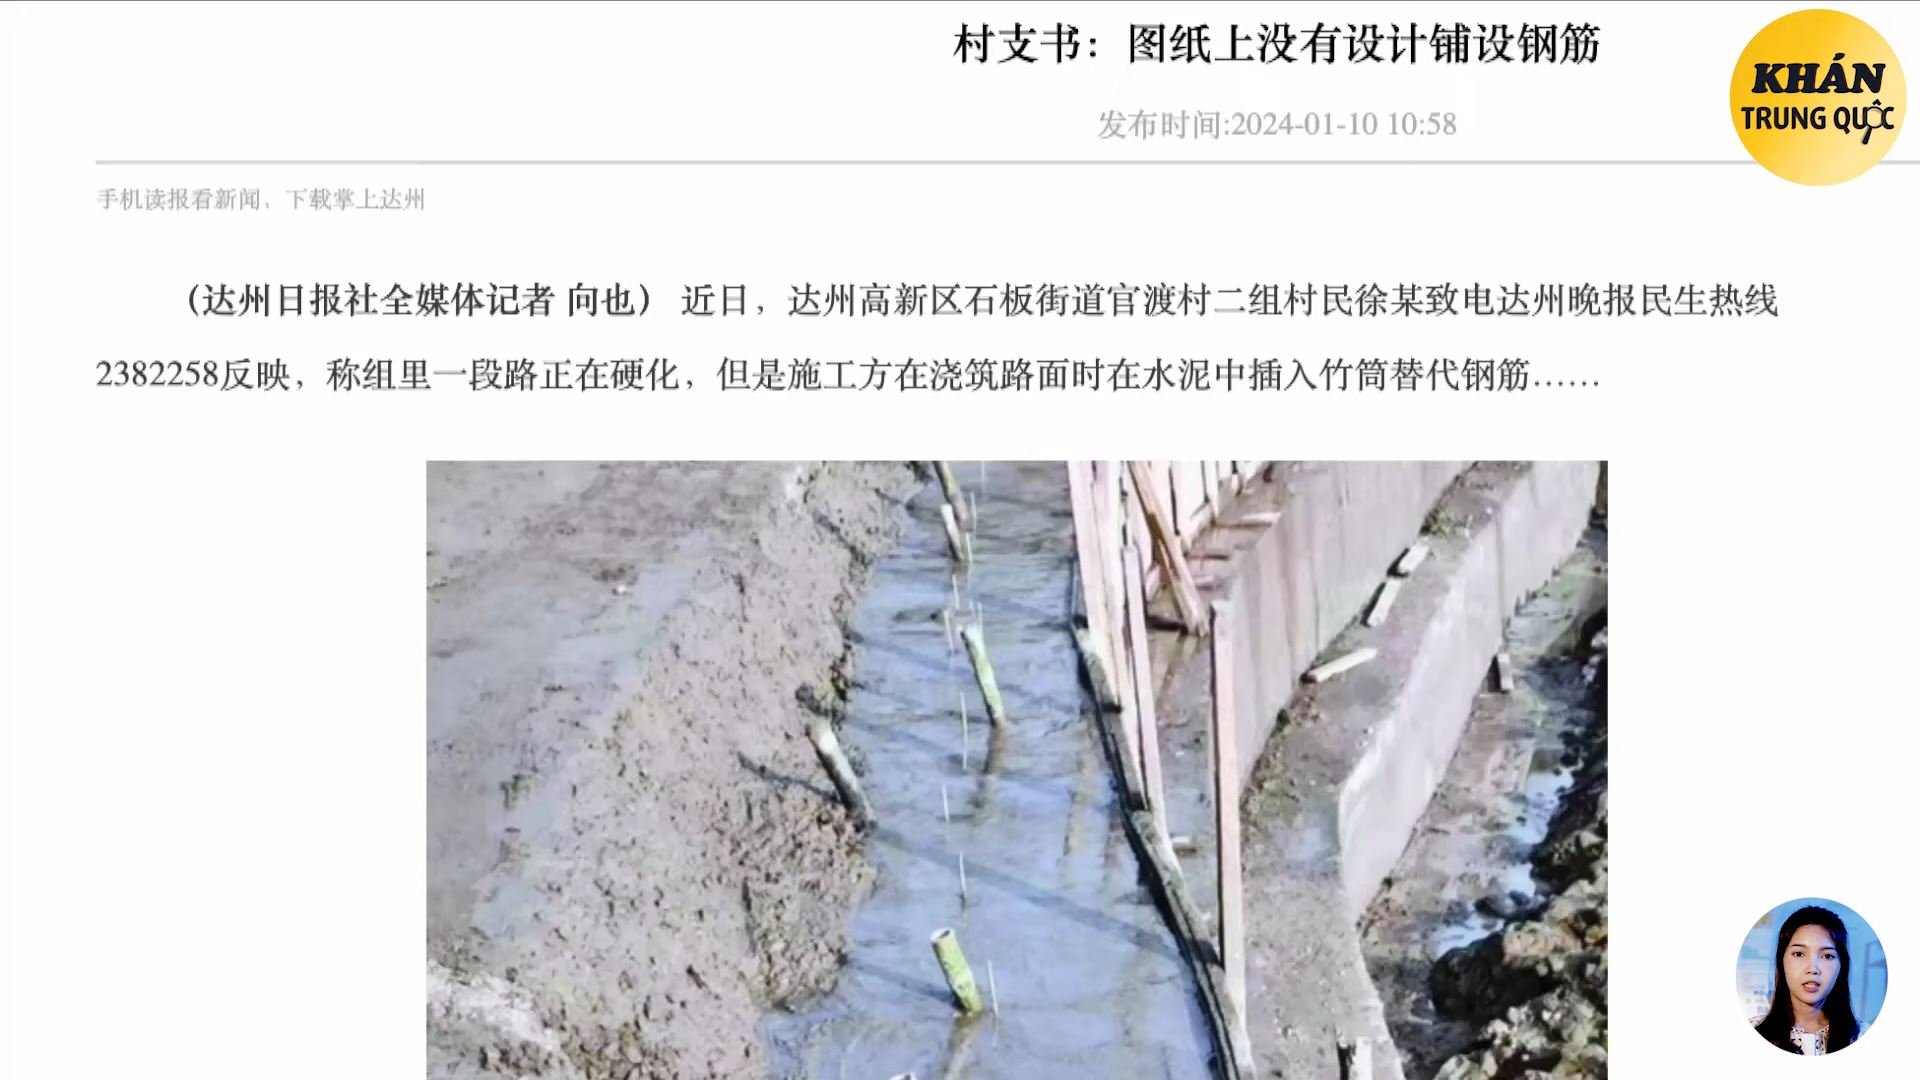 村支书：图纸上没有设计铺设钢筋
KHÁN
TRUNG QUỐC
发布时间:2024-01-10 10:58
手机读报看新闻，下载掌上达州
（达州日报社全媒体记者 向也） 近日，达州高新区石板街道官渡村二组村民徐某致电达州晚报民生热线
2382258反映，称组里一段路正在硬化，但是施工方在浇筑路面时在水泥中插入竹筒替代钢筋……